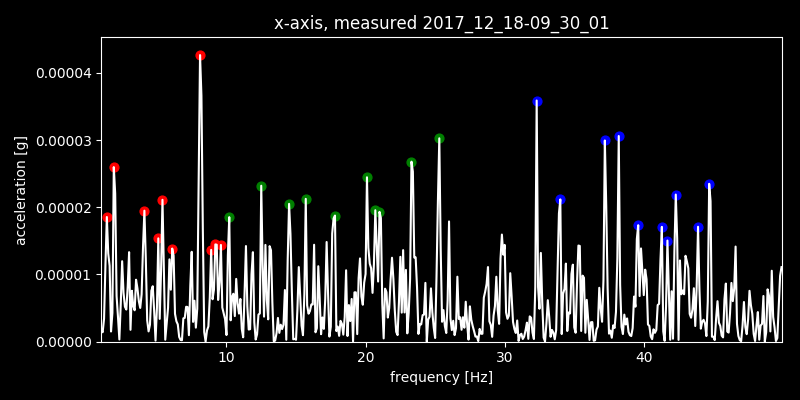 x-axis, measured 2017_12_18-09_30_01
0.00004
0.00003
0.00002
0.00001
0.00000
acceleration [g]
10 20 30 40
frequency [Hz]